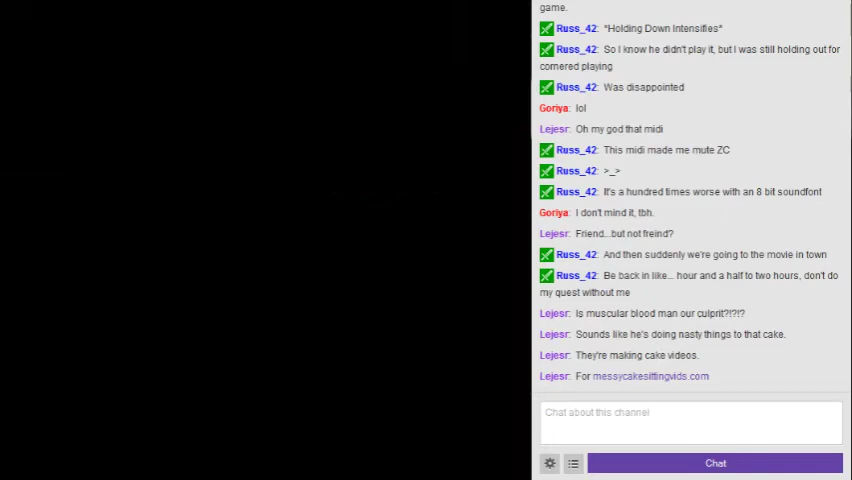 game.
Russ_42: *Holding Down Intensifies*
Russ_42: So I know he didn't play it, but I was still holding out for
cornered playing
Russ_42: Was disappointed
Goriya: lol
Lejesr: Oh my god that midi
Russ_42: This midi made me mute ZC
Russ_42: >_>
Russ_42: It's a hundred times worse with an 8 bit soundfont
Goriya: I don't mind it, tbh.
Lejesr: Friend...but not freind?
Russ_42: And then suddenly we're going to the movie in town
Russ_42: Be back in like... hour and a half to two hours, don't do
my quest without me
Lejesr: Is muscular blood man our culprit?!?!?
Lejesr: Sounds like he's doing nasty things to that cake.
Lejesr: They're making cake videos.
Lejesr: For messycakesittingvids.com
Chat about this channel
Chat